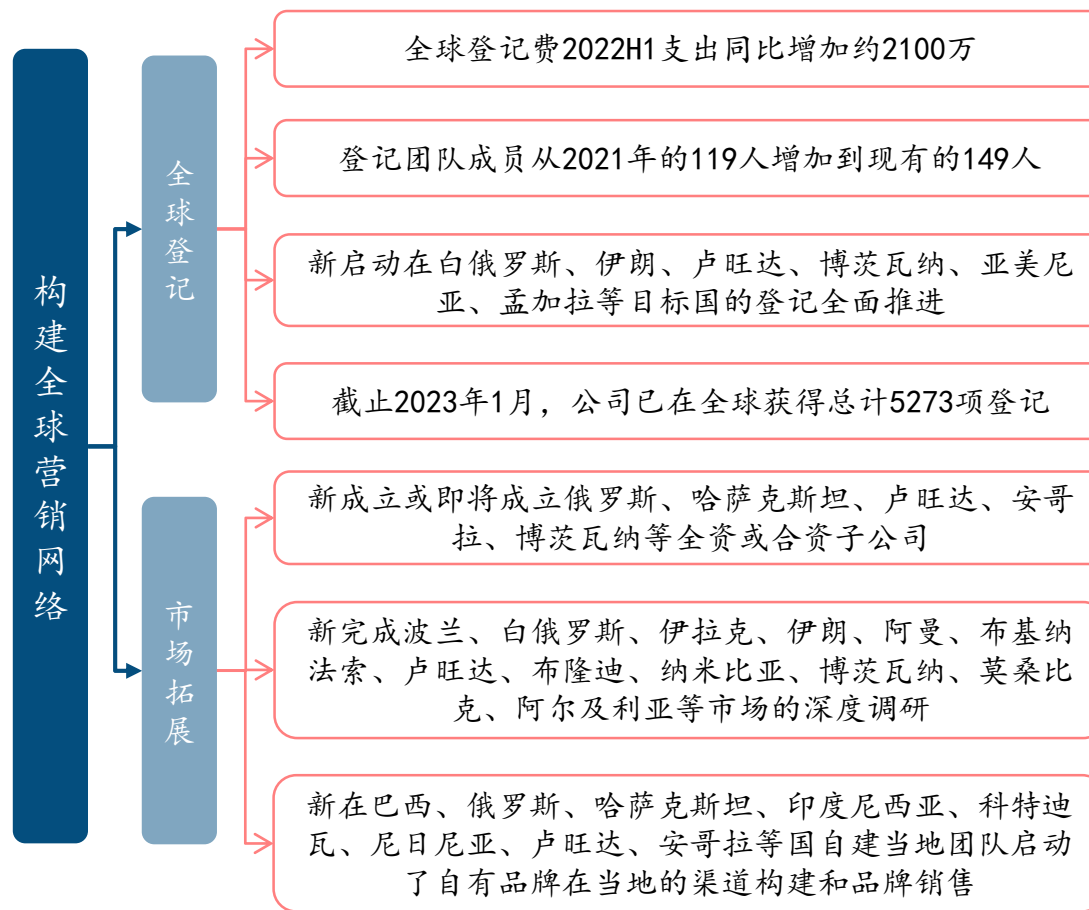 构建全球营销网络
全球登记
全球登记费2022H1支出同比增加约2100万
登记团队成员从2021年的119人增加到现有的149人
新启动在白俄罗斯、伊朗、卢旺达、博茨瓦纳、亚美尼
亚、孟加拉等目标国的登记全面推进
截止2023年1月，公司已在全球获得总计5273项登记
市场拓展
新成立或即将成立俄罗斯、哈萨克斯坦、卢旺达、安哥
拉、博茨瓦纳等全资或合资子公司
新完成波兰、白俄罗斯、伊拉克、伊朗、阿曼、布基纳
法索、卢旺达、布隆迪、纳米比亚、博茨瓦纳、莫桑比
克、阿尔及利亚等市场的深度调研
新在巴西、俄罗斯、哈萨克斯坦、印度尼西亚、科特迪
瓦、尼日尼亚、卢旺达、安哥拉等国自建当地团队启动
了自有品牌在当地的渠道构建和品牌销售